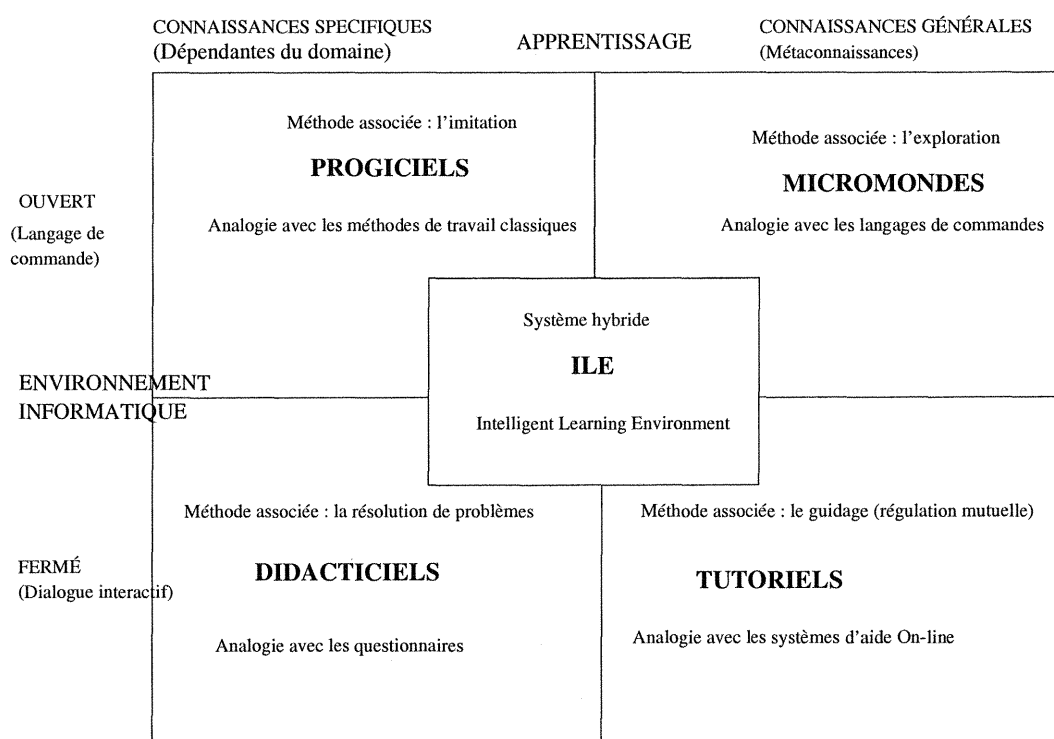 CONNAISSANCES SPECIFIQUES
(Dépendantes du domaine)
APPRENTISSAGE
CONNAISSANCES GÉNÉRALES
(Métaconnaissances)
Méthode associée : l'imitation
PROGICIELS
Analogie avec les méthodes de travail classiques
Méthode associée : l'exploration
MICROMONDES
Analogie avec les langages de commandes
OUVERT
(Langage de
commande)
Système hybride
ILE
Intelligent Learning Environment
ENVIRONNEMENT
INFORMATIQUE
Méthode associée : la résolution de problèmes
DIDACTICIELS
Analogie avec les questionnaires
Méthode associée : le guidage (régulation mutuelle)
TUTORIELS
Analogie avec les systèmes d'aide On-line
FERMÉ
(Dialogue interactif)